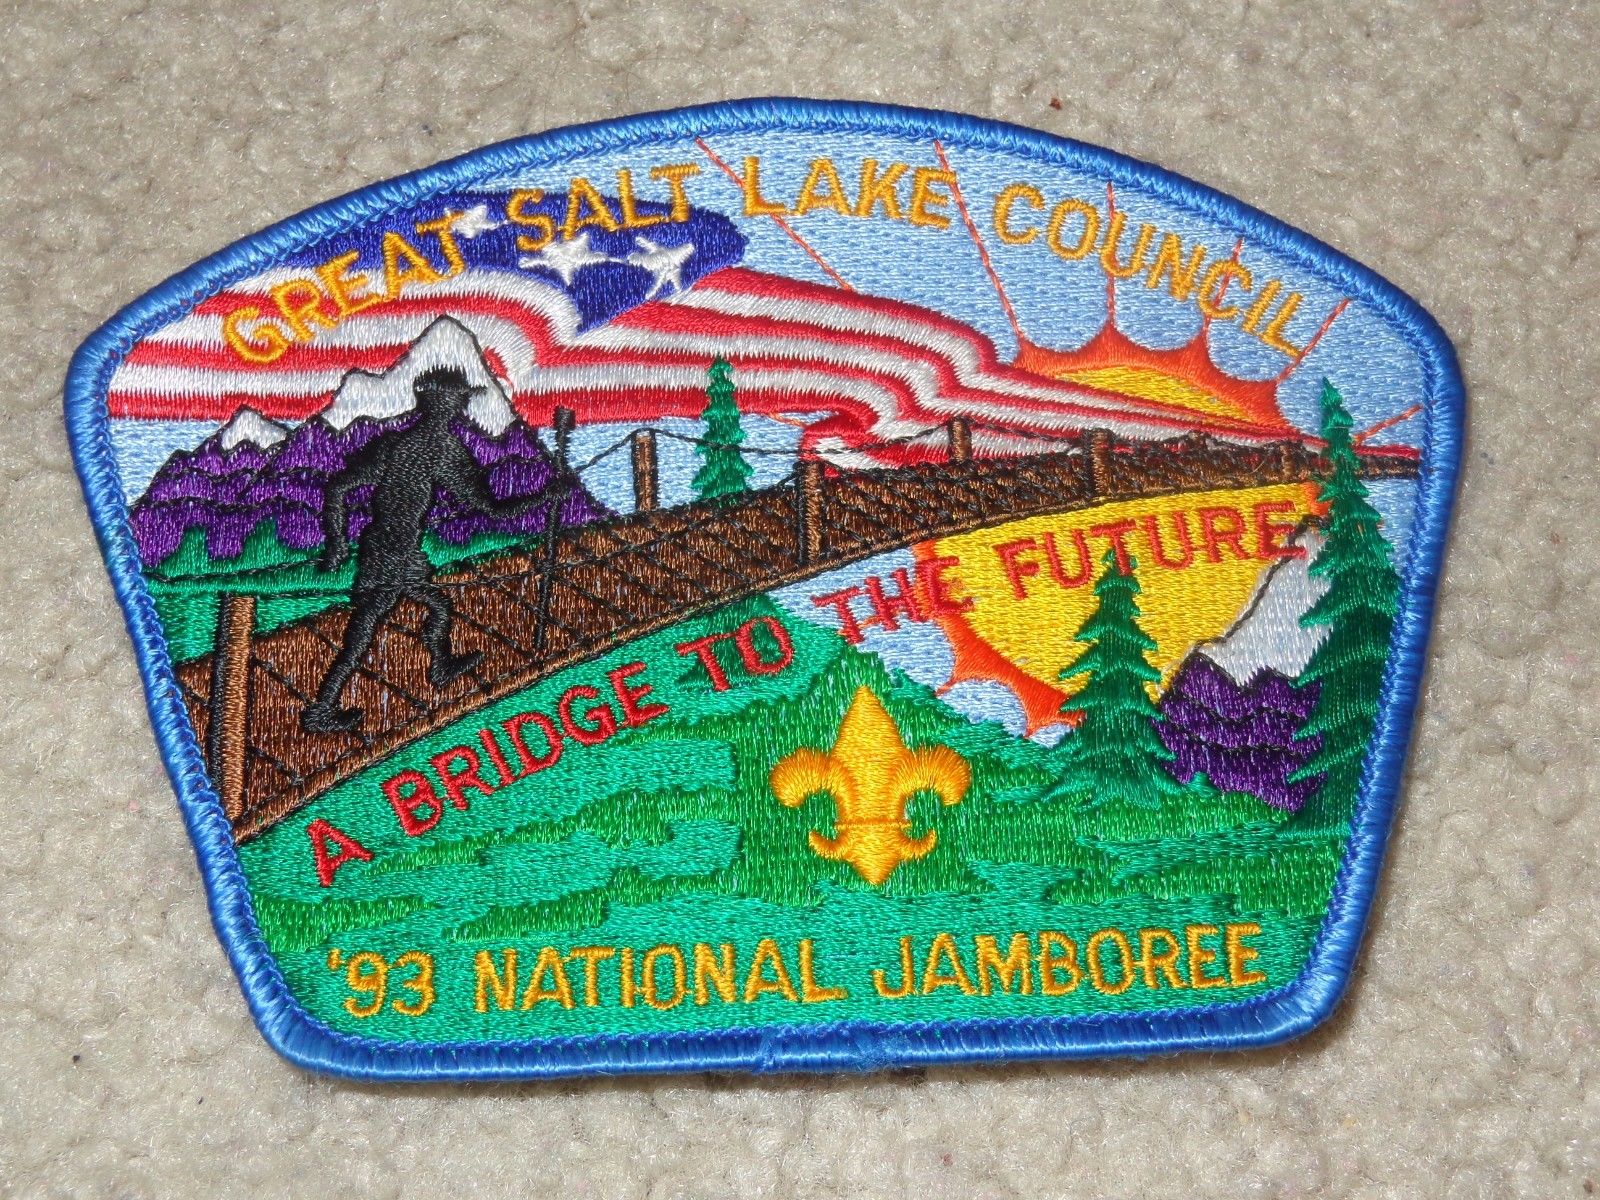 GREAT SALT LAKE COUNCIL
A BRIDGE TO THE FUTURE
'93 NATIONAL JAMBOREE